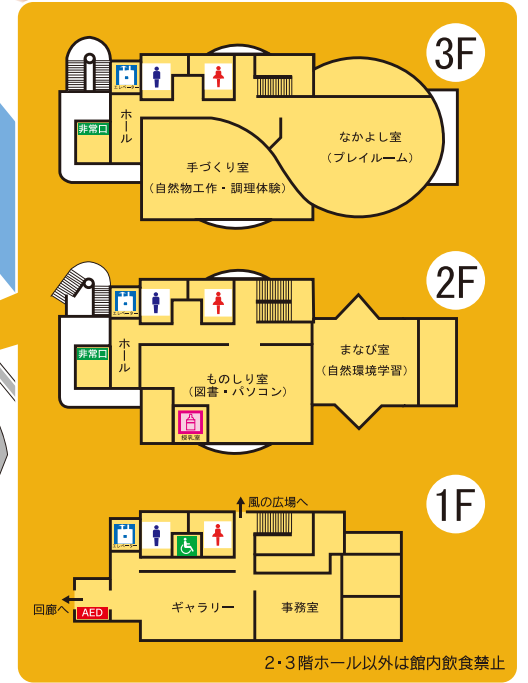 3F
エレベーター
ホール
非常口
なかよし室
(プレイルーム)
手づくり室
(自然物工作・調理体験)
2F
エレベーター
ホール
非常口
まなび室
(自然環境学習)
ものしり室
(図書・パソコン)
授乳室
1F
風の広場へ
エレベーター
回廊へ
AED
ギャラリー
事務室
2・3階ホール以外は館内飲食禁止